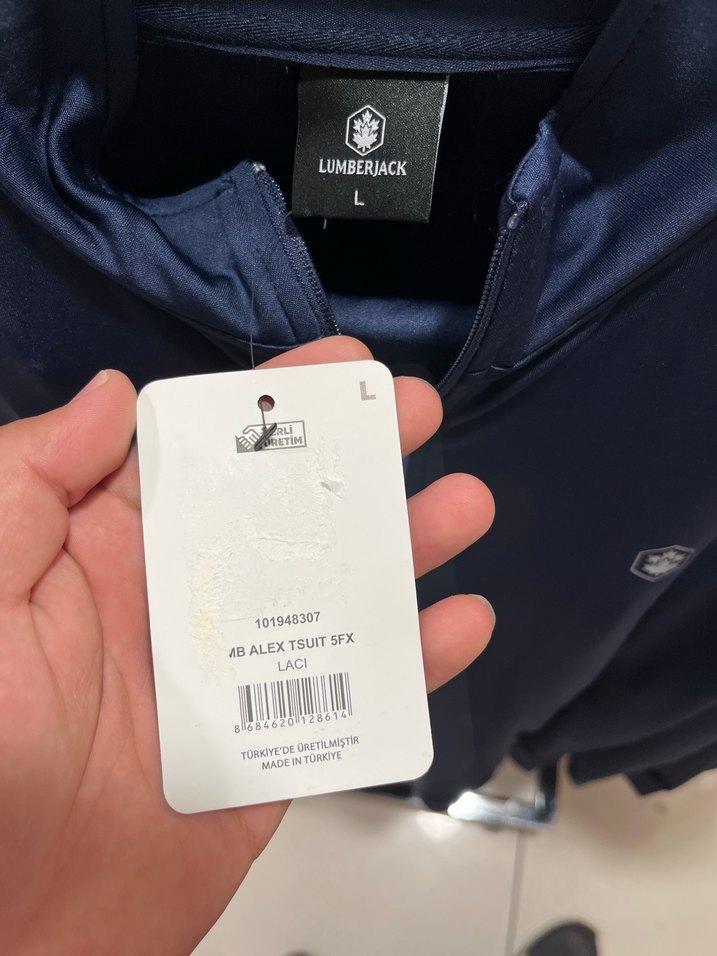 LUMBERJACK
L
L
ÜRETİM
101948307
ALEX TSUIT 5FX
LACI
8 684620 128614
TÜRKİYE'DE ÜRETİLMİŞTİR
MADE IN TÜRKİYE